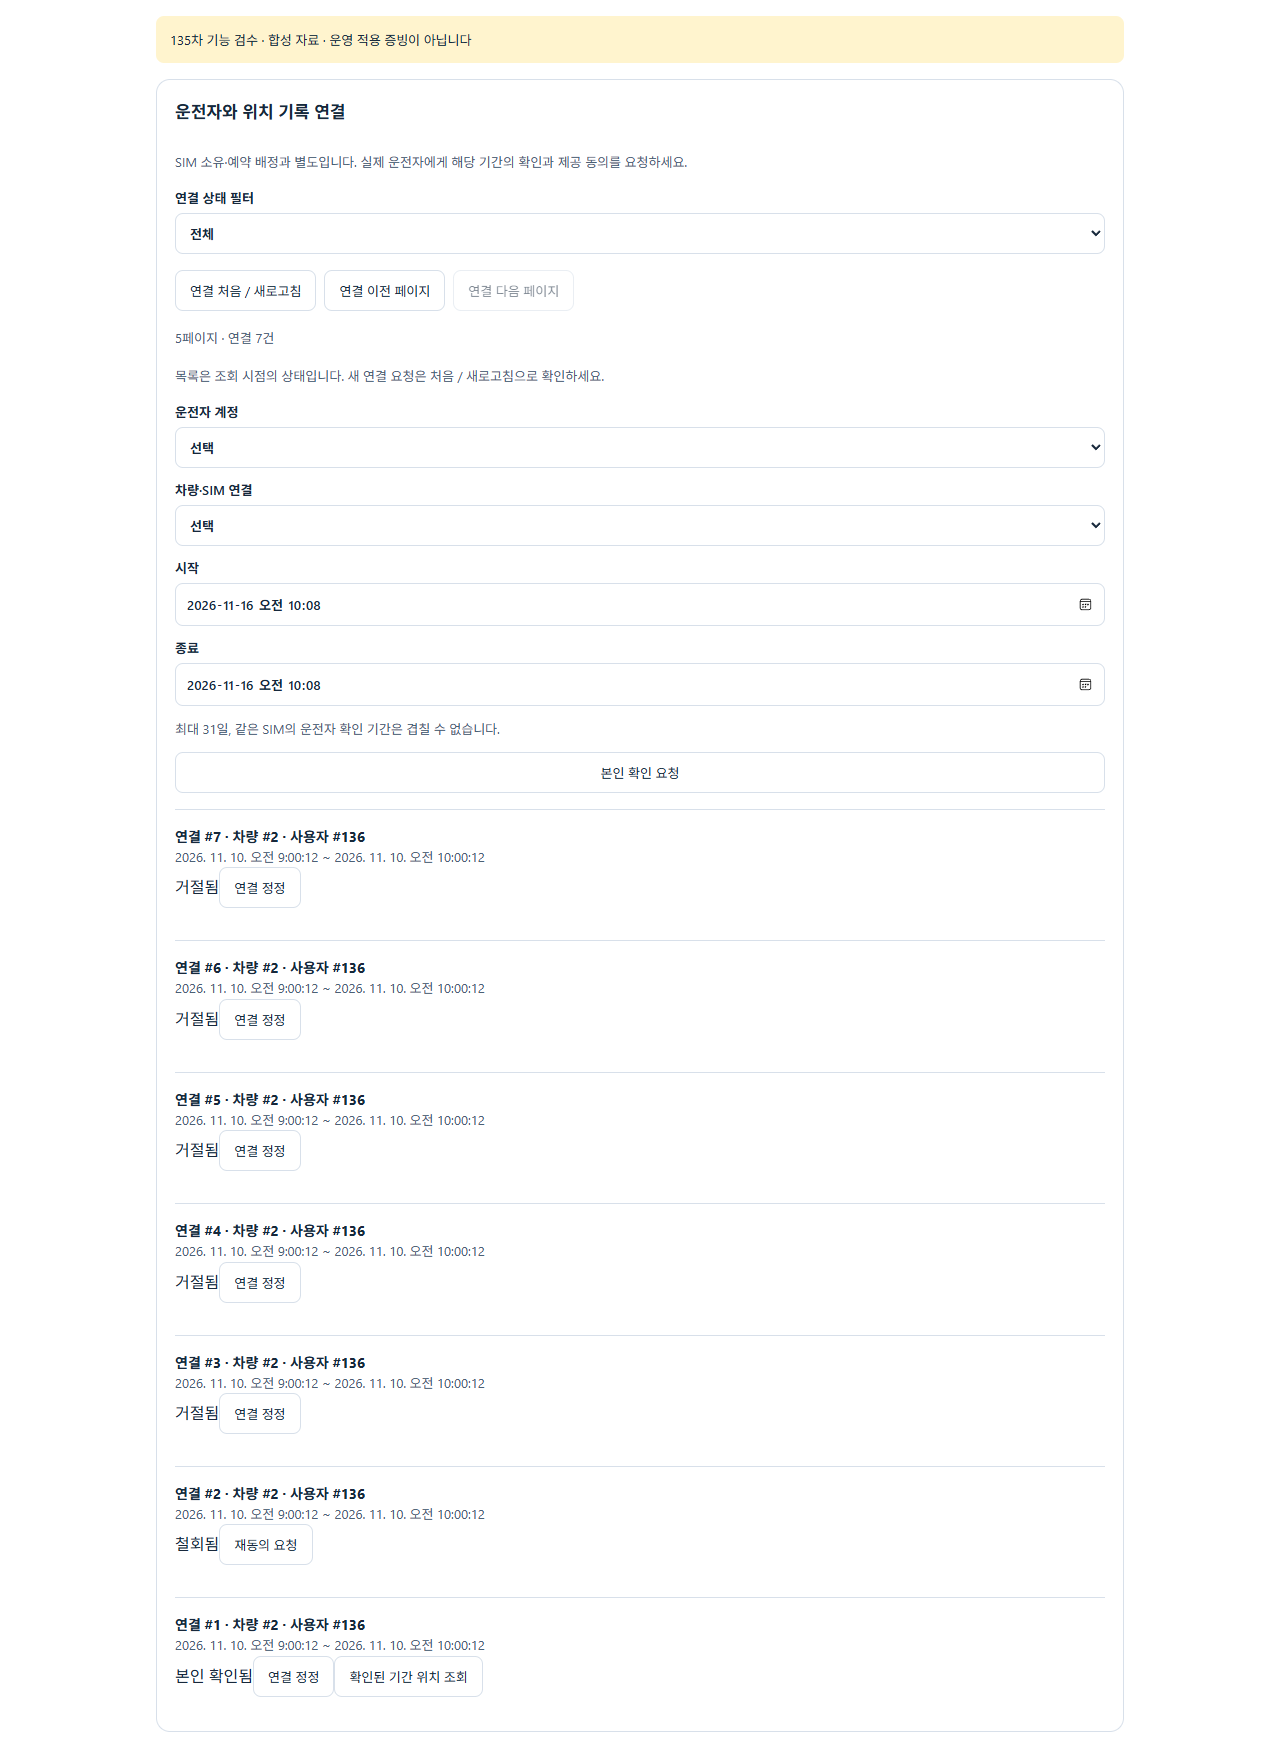 135차 기능 검수 · 합성 자료 · 운영 적용 증빙이 아닙니다
운전자와 위치 기록 연결
SIM 소유·예약 배정과 별도입니다. 실제 운전자에게 해당 기간의 확인과 제공 동의를 요청하세요.
연결 상태 필터
전체
연결 처음 / 새로고침 연결 이전 페이지 연결 다음 페이지
5페이지 · 연결 7건
목록은 조회 시점의 상태입니다. 새 연결 요청은 처음 / 새로고침으로 확인하세요.
운전자 계정
선택
차량·SIM 연결
선택
시작
2026-11-16 오전 10:08
종료
2026-11-16 오전 10:08
최대 31일, 같은 SIM의 운전자 확인 기간은 겹칠 수 없습니다.
본인 확인 요청
연결 #7 · 차량 #2 · 사용자 #136
2026. 11. 10. 오전 9:00:12 ~ 2026. 11. 10. 오전 10:00:12
거절됨 연결 정정
연결 #6 · 차량 #2 · 사용자 #136
2026. 11. 10. 오전 9:00:12 ~ 2026. 11. 10. 오전 10:00:12
거절됨 연결 정정
연결 #5 · 차량 #2 · 사용자 #136
2026. 11. 10. 오전 9:00:12 ~ 2026. 11. 10. 오전 10:00:12
거절됨 연결 정정
연결 #4 · 차량 #2 · 사용자 #136
2026. 11. 10. 오전 9:00:12 ~ 2026. 11. 10. 오전 10:00:12
거절됨 연결 정정
연결 #3 · 차량 #2 · 사용자 #136
2026. 11. 10. 오전 9:00:12 ~ 2026. 11. 10. 오전 10:00:12
거절됨 연결 정정
연결 #2 · 차량 #2 · 사용자 #136
2026. 11. 10. 오전 9:00:12 ~ 2026. 11. 10. 오전 10:00:12
철회됨 재동의 요청
연결 #1 · 차량 #2 · 사용자 #136
2026. 11. 10. 오전 9:00:12 ~ 2026. 11. 10. 오전 10:00:12
본인 확인됨 연결 정정 확인된 기간 위치 조회